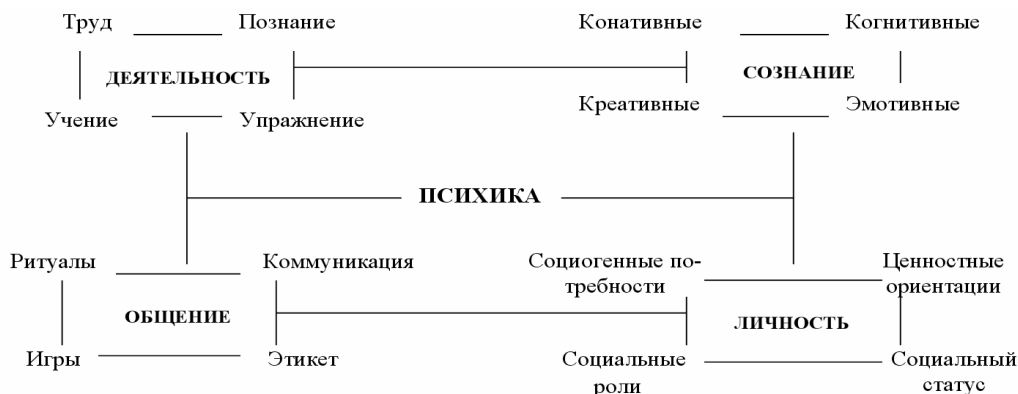 Труд Познание Конативные Когнитивные
ДЕЯТЕЛЬНОСТЬ СОЗНАНИЕ
Учение Упражнение Креативные Эмотивные
ПСИХИКА
Ритуалы Коммуникация Социогенные по- Ценностные
требности ориентации
ОБЩЕНИЕ ЛИЧНОСТЬ
Игры Этикет Социальные Социальный
роли статус